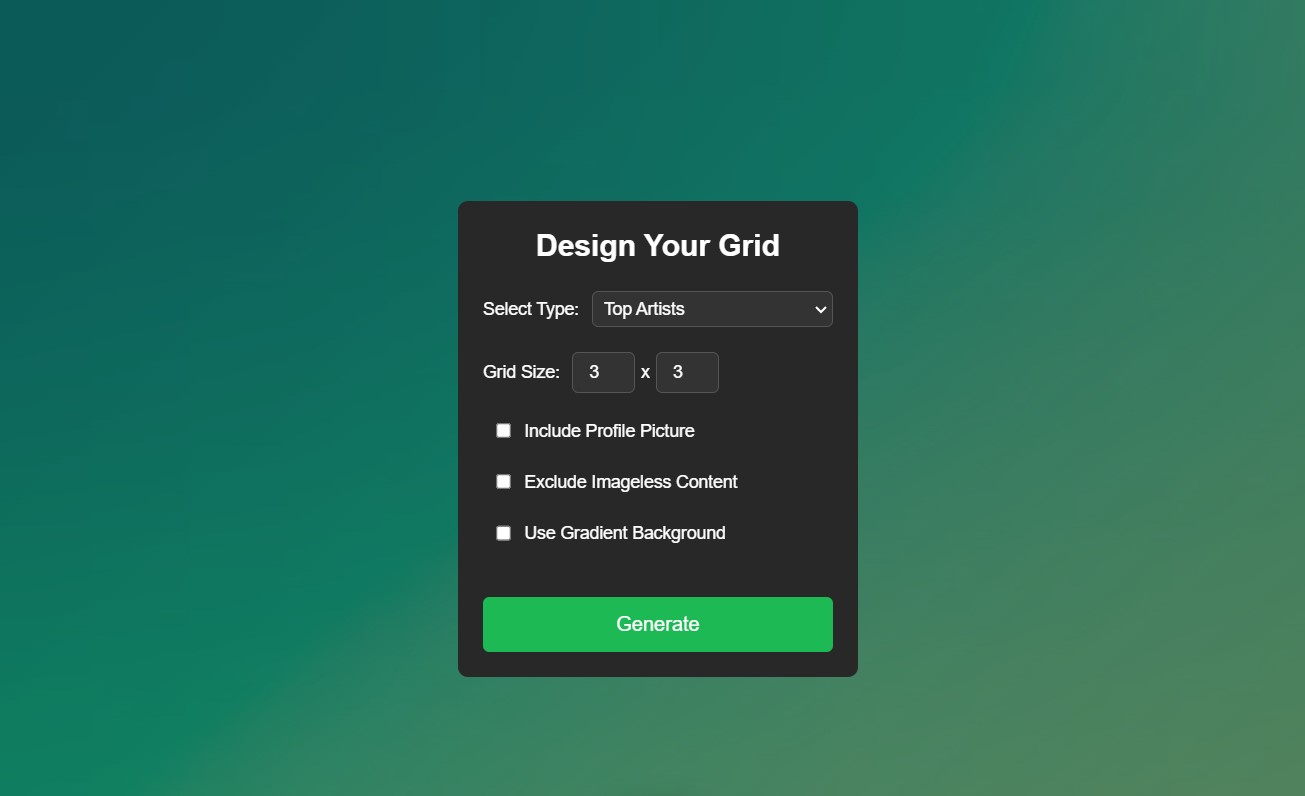 Design Your Grid
Select Type: Top Artists
Grid Size: 3 x 3
Include Profile Picture
Exclude Imageless Content
Use Gradient Background
Generate